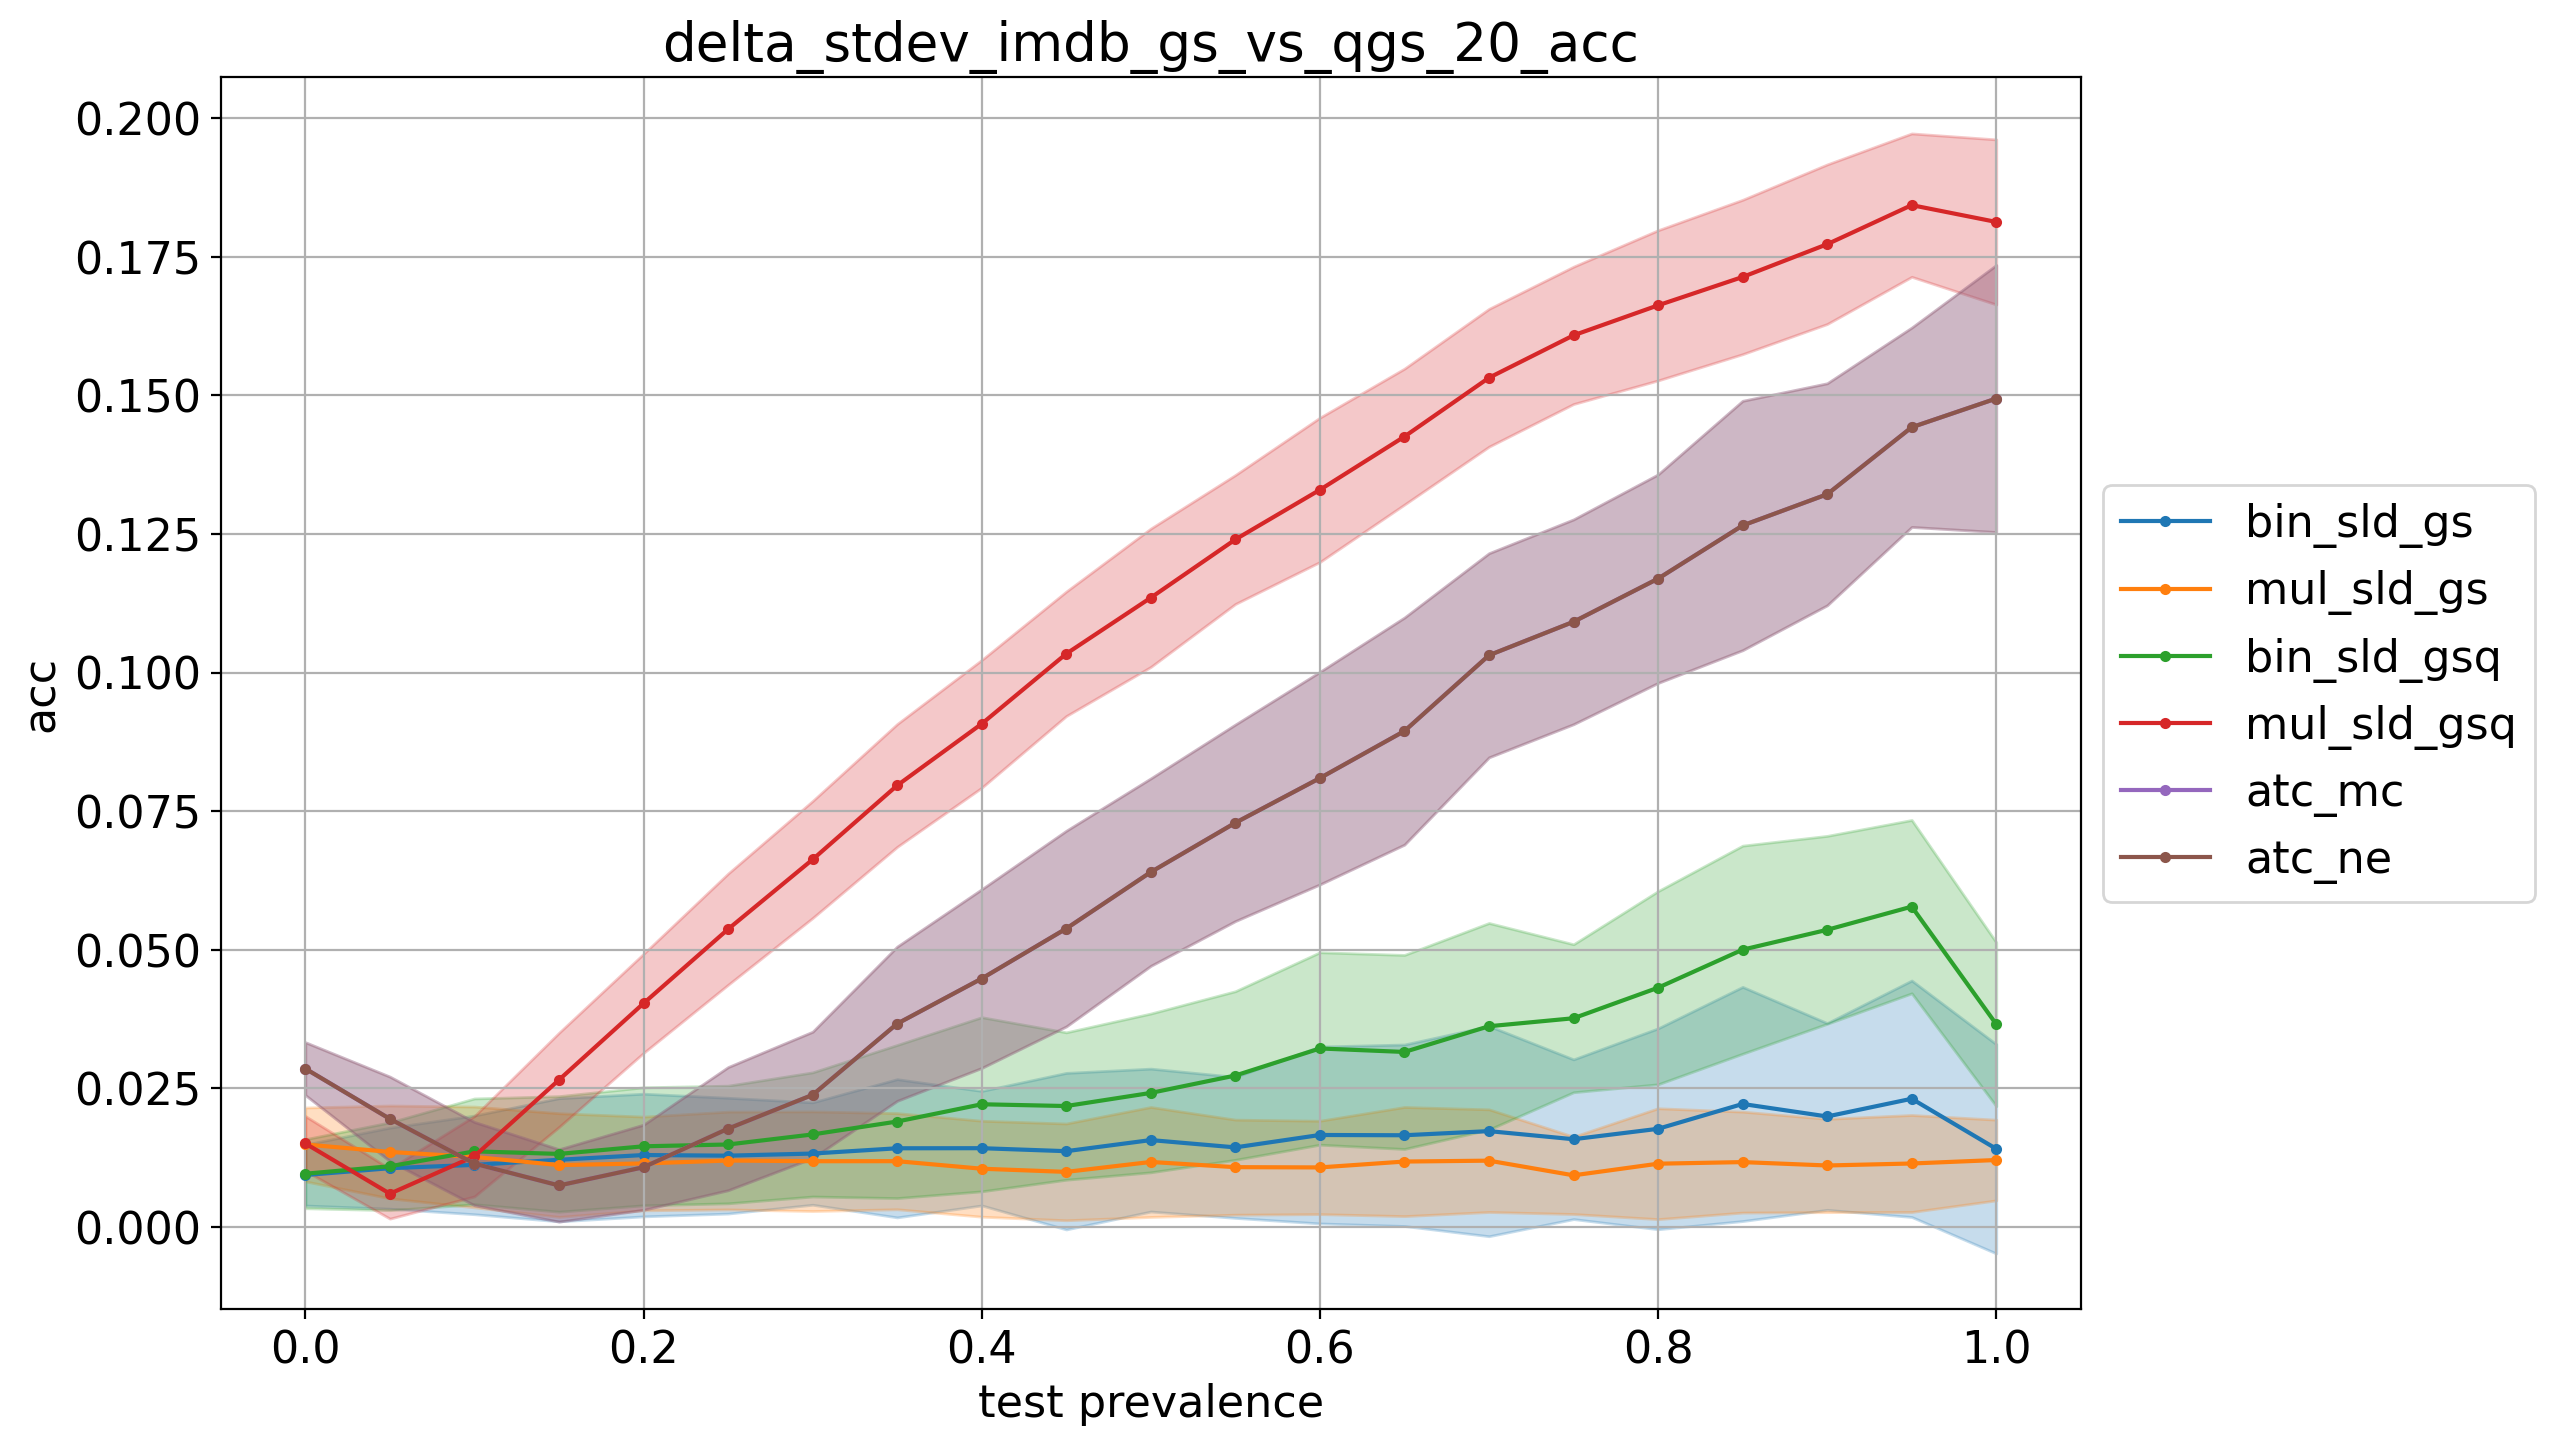 delta_stdev_imdb_gs_vs_qgs_20_acc
0.200
0.175
0.150
0.125
0.100
0.075
0.050
0.025
0.000
acc
0.0 0.2 0.4 0.6 0.8 1.0
test prevalence
bin_sld_gs
mul_sld_gs
bin_sld_gsq
mul_sld_gsq
atc_mc
atc_ne